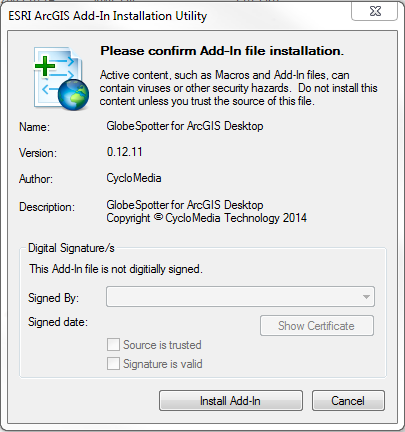 ESRI ArcGIS Add-In Installation Utility
Please confirm Add-In file installation.
Active content, such as Macros and Add-In files, can
contain viruses or other security hazards. Do not install this
content unless you trust the source of this file.
Name: GlobeSpotter for ArcGIS Desktop
Version: 0.12.11
Author: CycloMedia
Description: GlobeSpotter for ArcGIS Desktop
Copyright © CycloMedia Technology 2014
Digital Signature/s
This Add-In file is not digitially signed.
Signed By:
Signed date: Show Certificate
Source is trusted
Signature is valid
Install Add-In Cancel